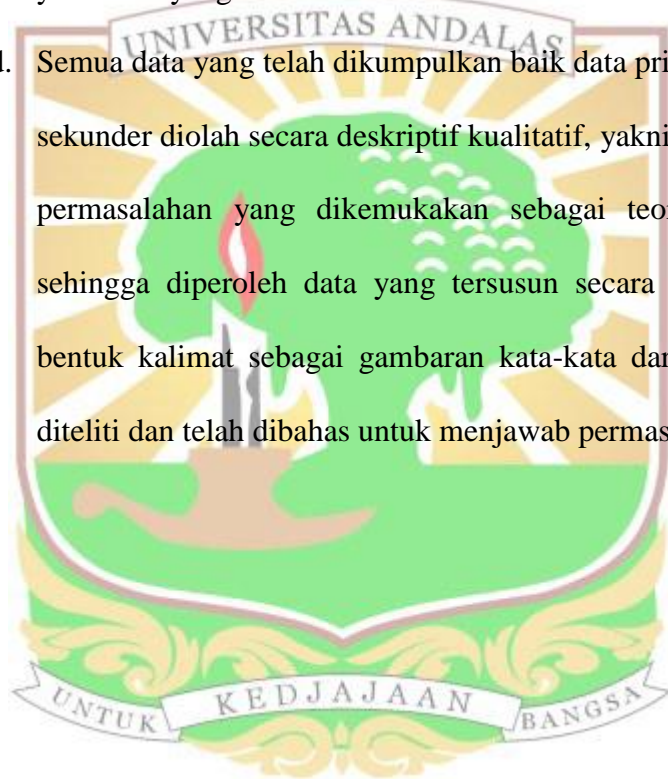 UNIVERSITAS ANDALAS
d. Semua data yang telah dikumpulkan baik data pri
sekunder diolah secara deskriptif kualitatif, yakni
permasalahan yang dikemukakan sebagai teo
sehingga diperoleh data yang tersusun secara
bentuk kalimat sebagai gambaran kata-kata dar
diteliti dan telah dibahas untuk menjawab permas
UNTUK KEDJAJAAN BANGSA